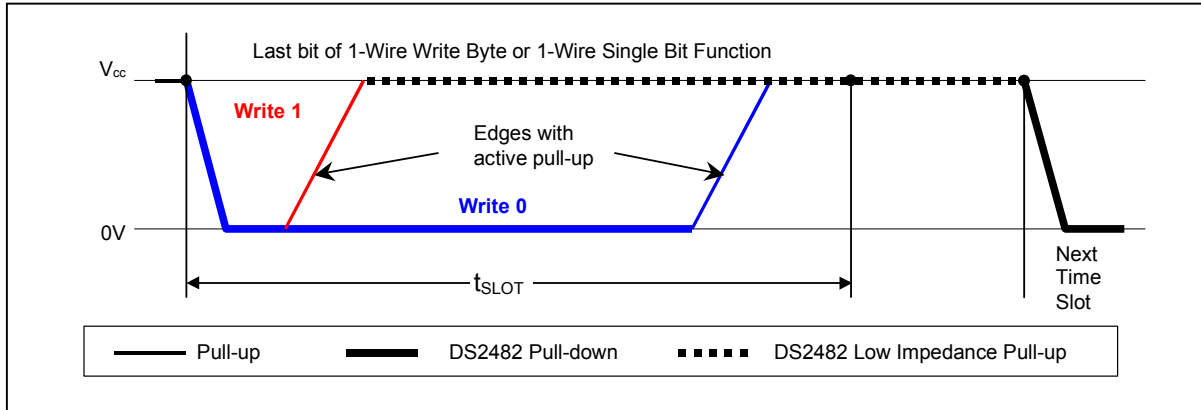 Last bit of 1-Wire Write Byte or 1-Wire Single Bit Function
Vcc
Write 1
Edges with
active pull-up
Write 0
0V
tSLOT
Next
Time
Slot
Pull-up
DS2482 Pull-down
DS2482 Low Impedance Pull-up